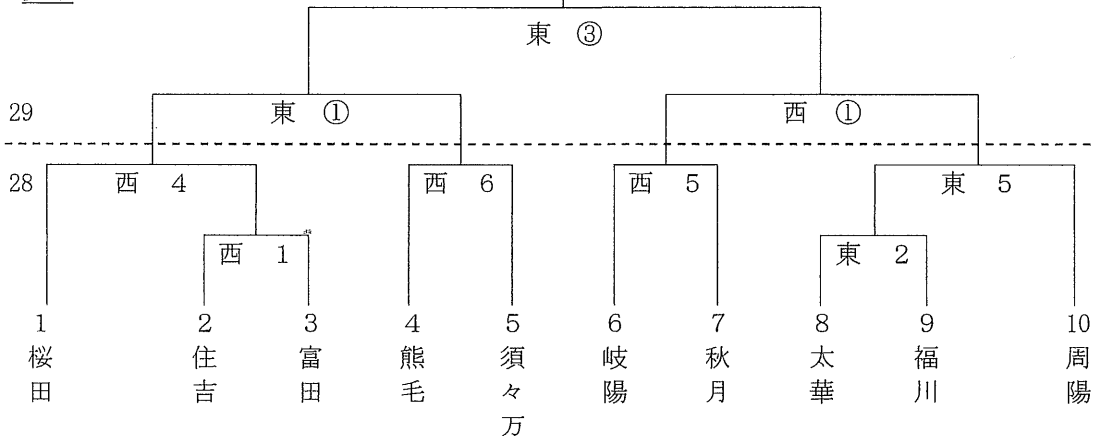 東 ③
29 東 ① 西 ①
28 西 4 西 6 西 5 東 5
西 1 東 2
1 2 3 4 5 6 7 8 9 10
桜田 住吉 富田 熊毛 須々万 岐陽 秋月 太華 福川 周陽